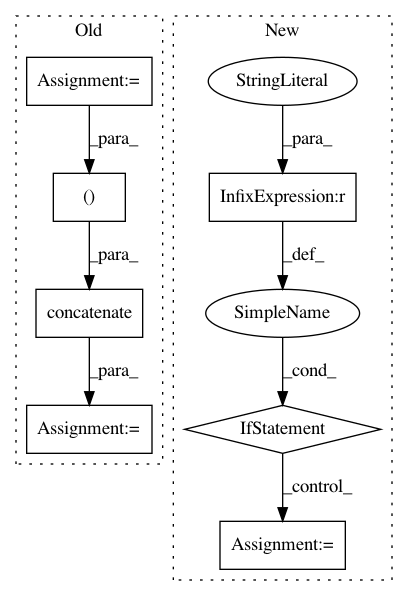 Old
Assignment:=
_para_
()
_para_
concatenate
_para_
Assignment:=
New
StringLiteral
_para_
InfixExpression:r
_def_
SimpleName
_cond_
IfStatement
_control_
Assignment:=